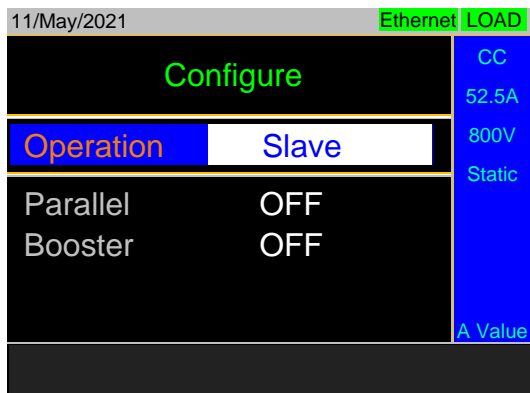 11/May/2021 Ethernet LOAD
Configure
Operation Slave
Parallel OFF
Booster OFF
CC
52.5A
800V
Static
A Value